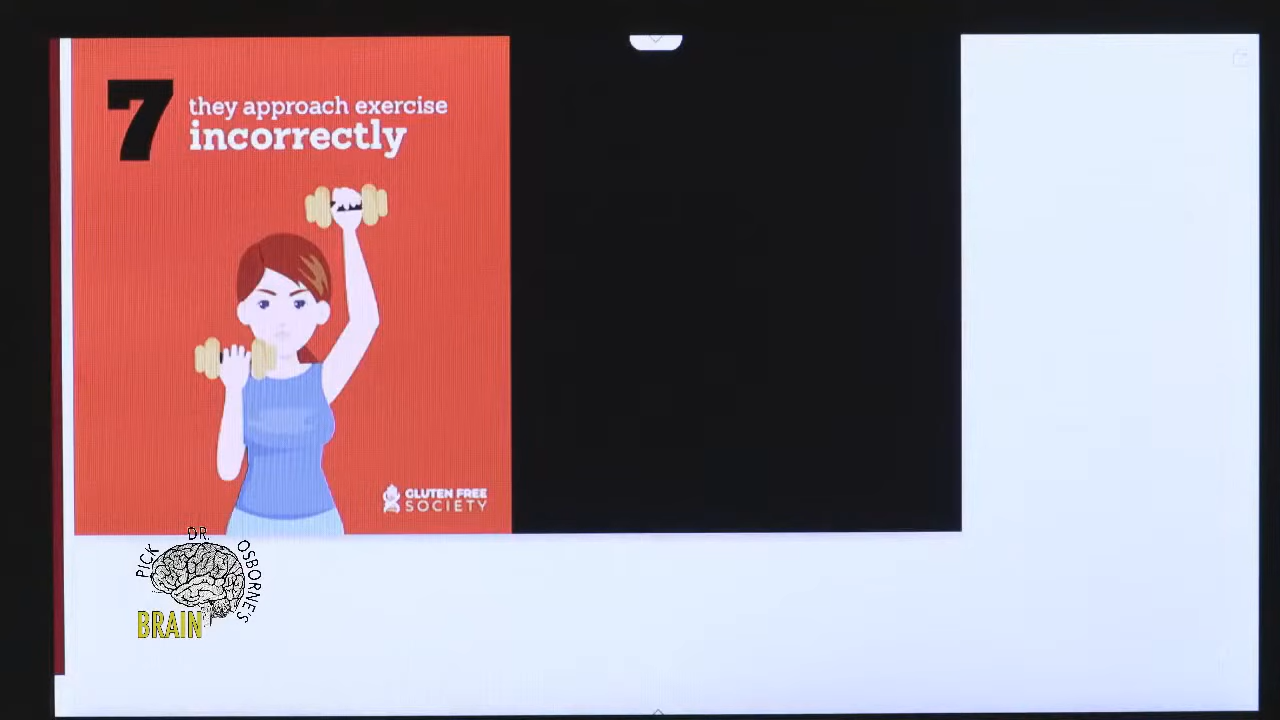 7
they approach exercise
incorrectly
GLUTEN FREE
SOCIETY
PICK DR. OSBORNE'S
BRAIN